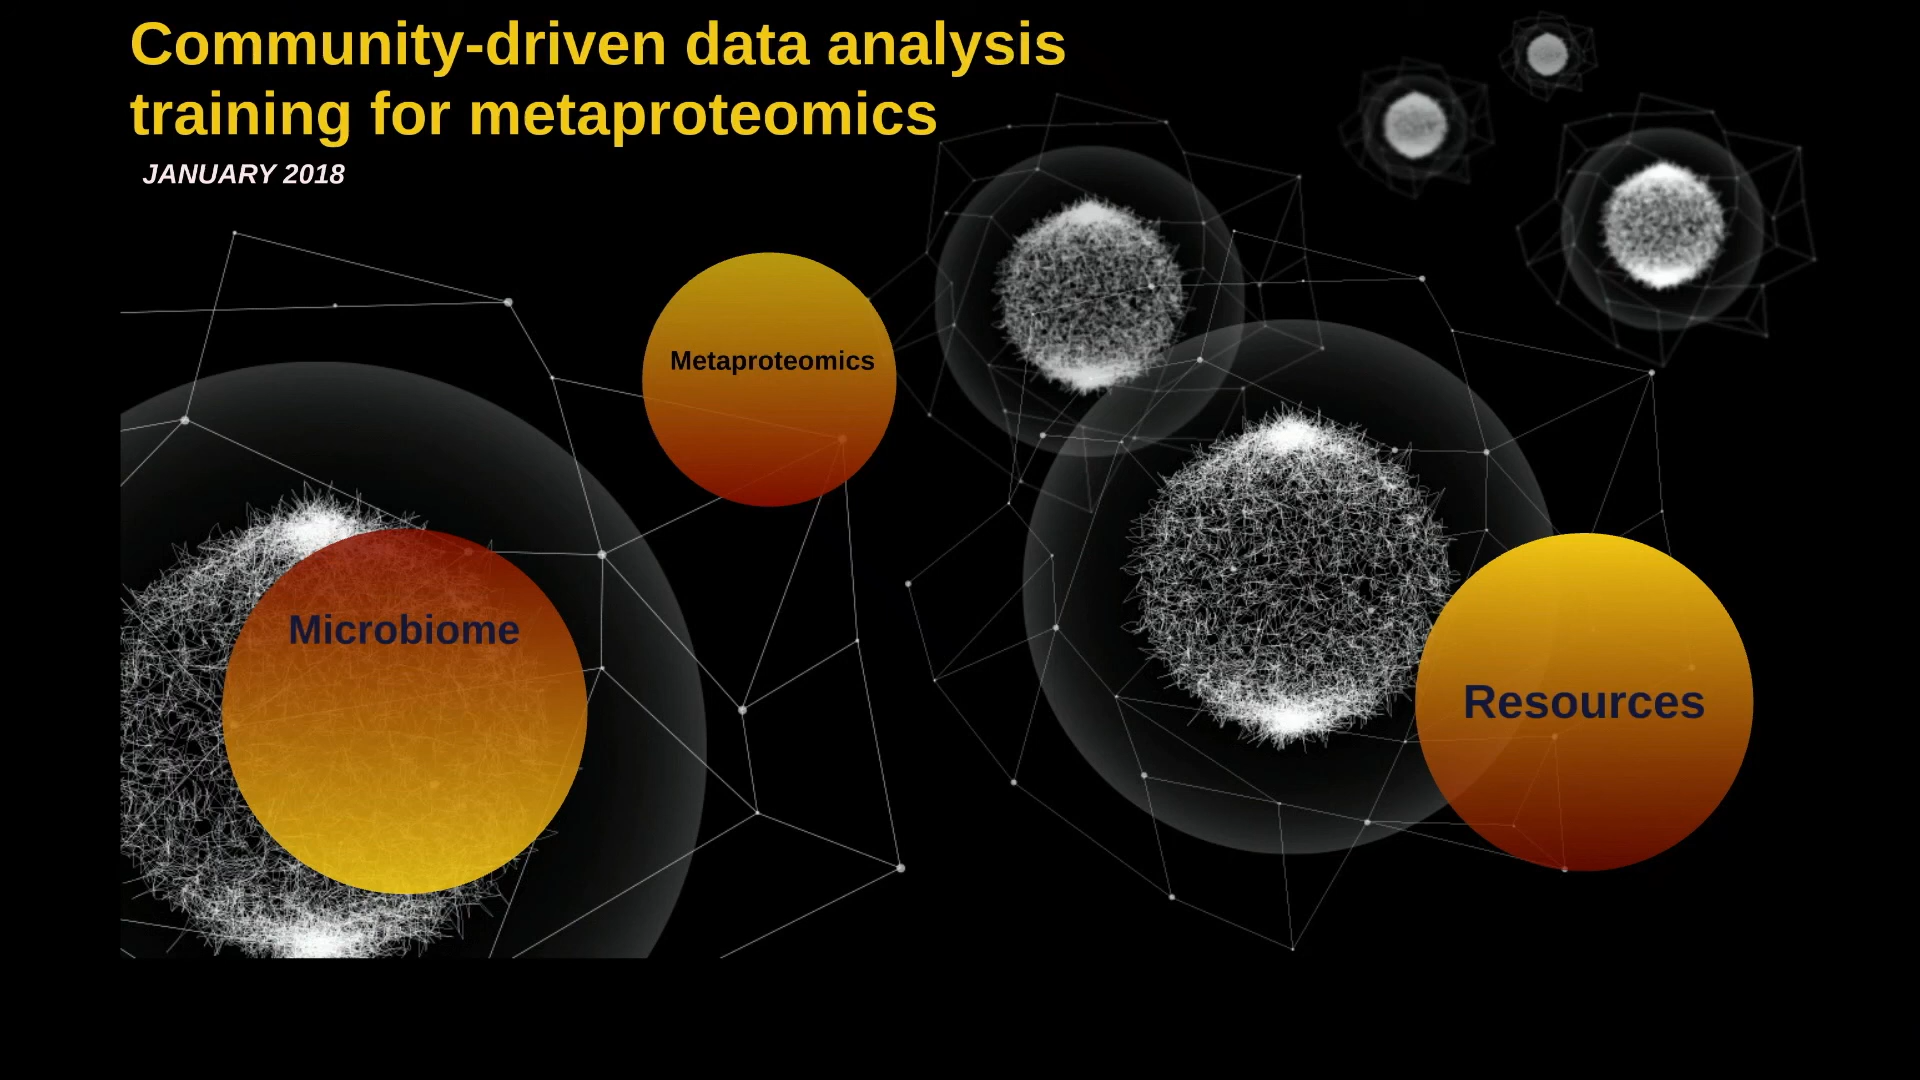 Community-driven data analysis
training for metaproteomics
JANUARY 2018
Metaproteomics
Microbiome
Resources